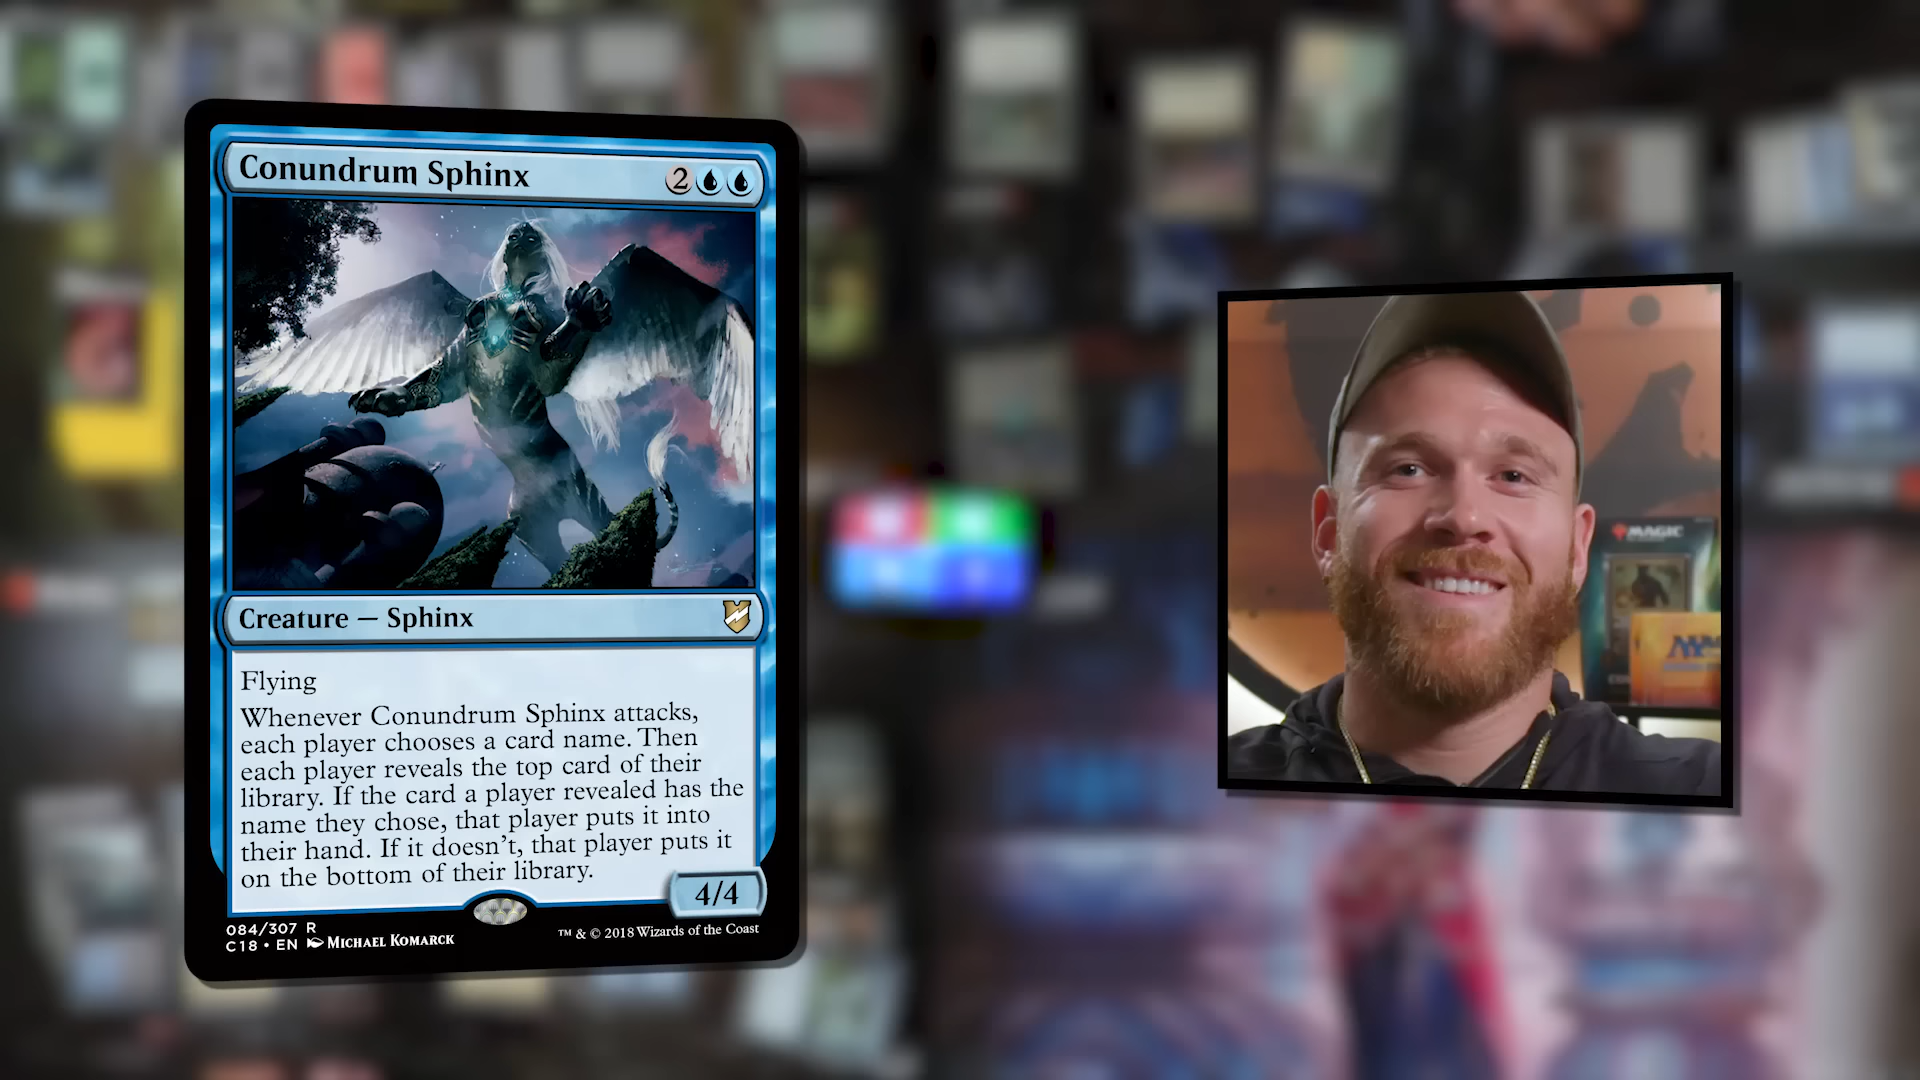 Conundrum Sphinx
2
Creature — Sphinx
Flying
Whenever Conundrum Sphinx attacks,
each player chooses a card name. Then
each player reveals the top card of their
library. If the card a player revealed has the
name they chose, that player puts it into
their hand. If it doesn't, that player puts it
on the bottom of their library.
4/4
084/307 R
C18 • EN MICHAEL KOMARCK
™ & © 2018 Wizards of the Coast
MAGIC